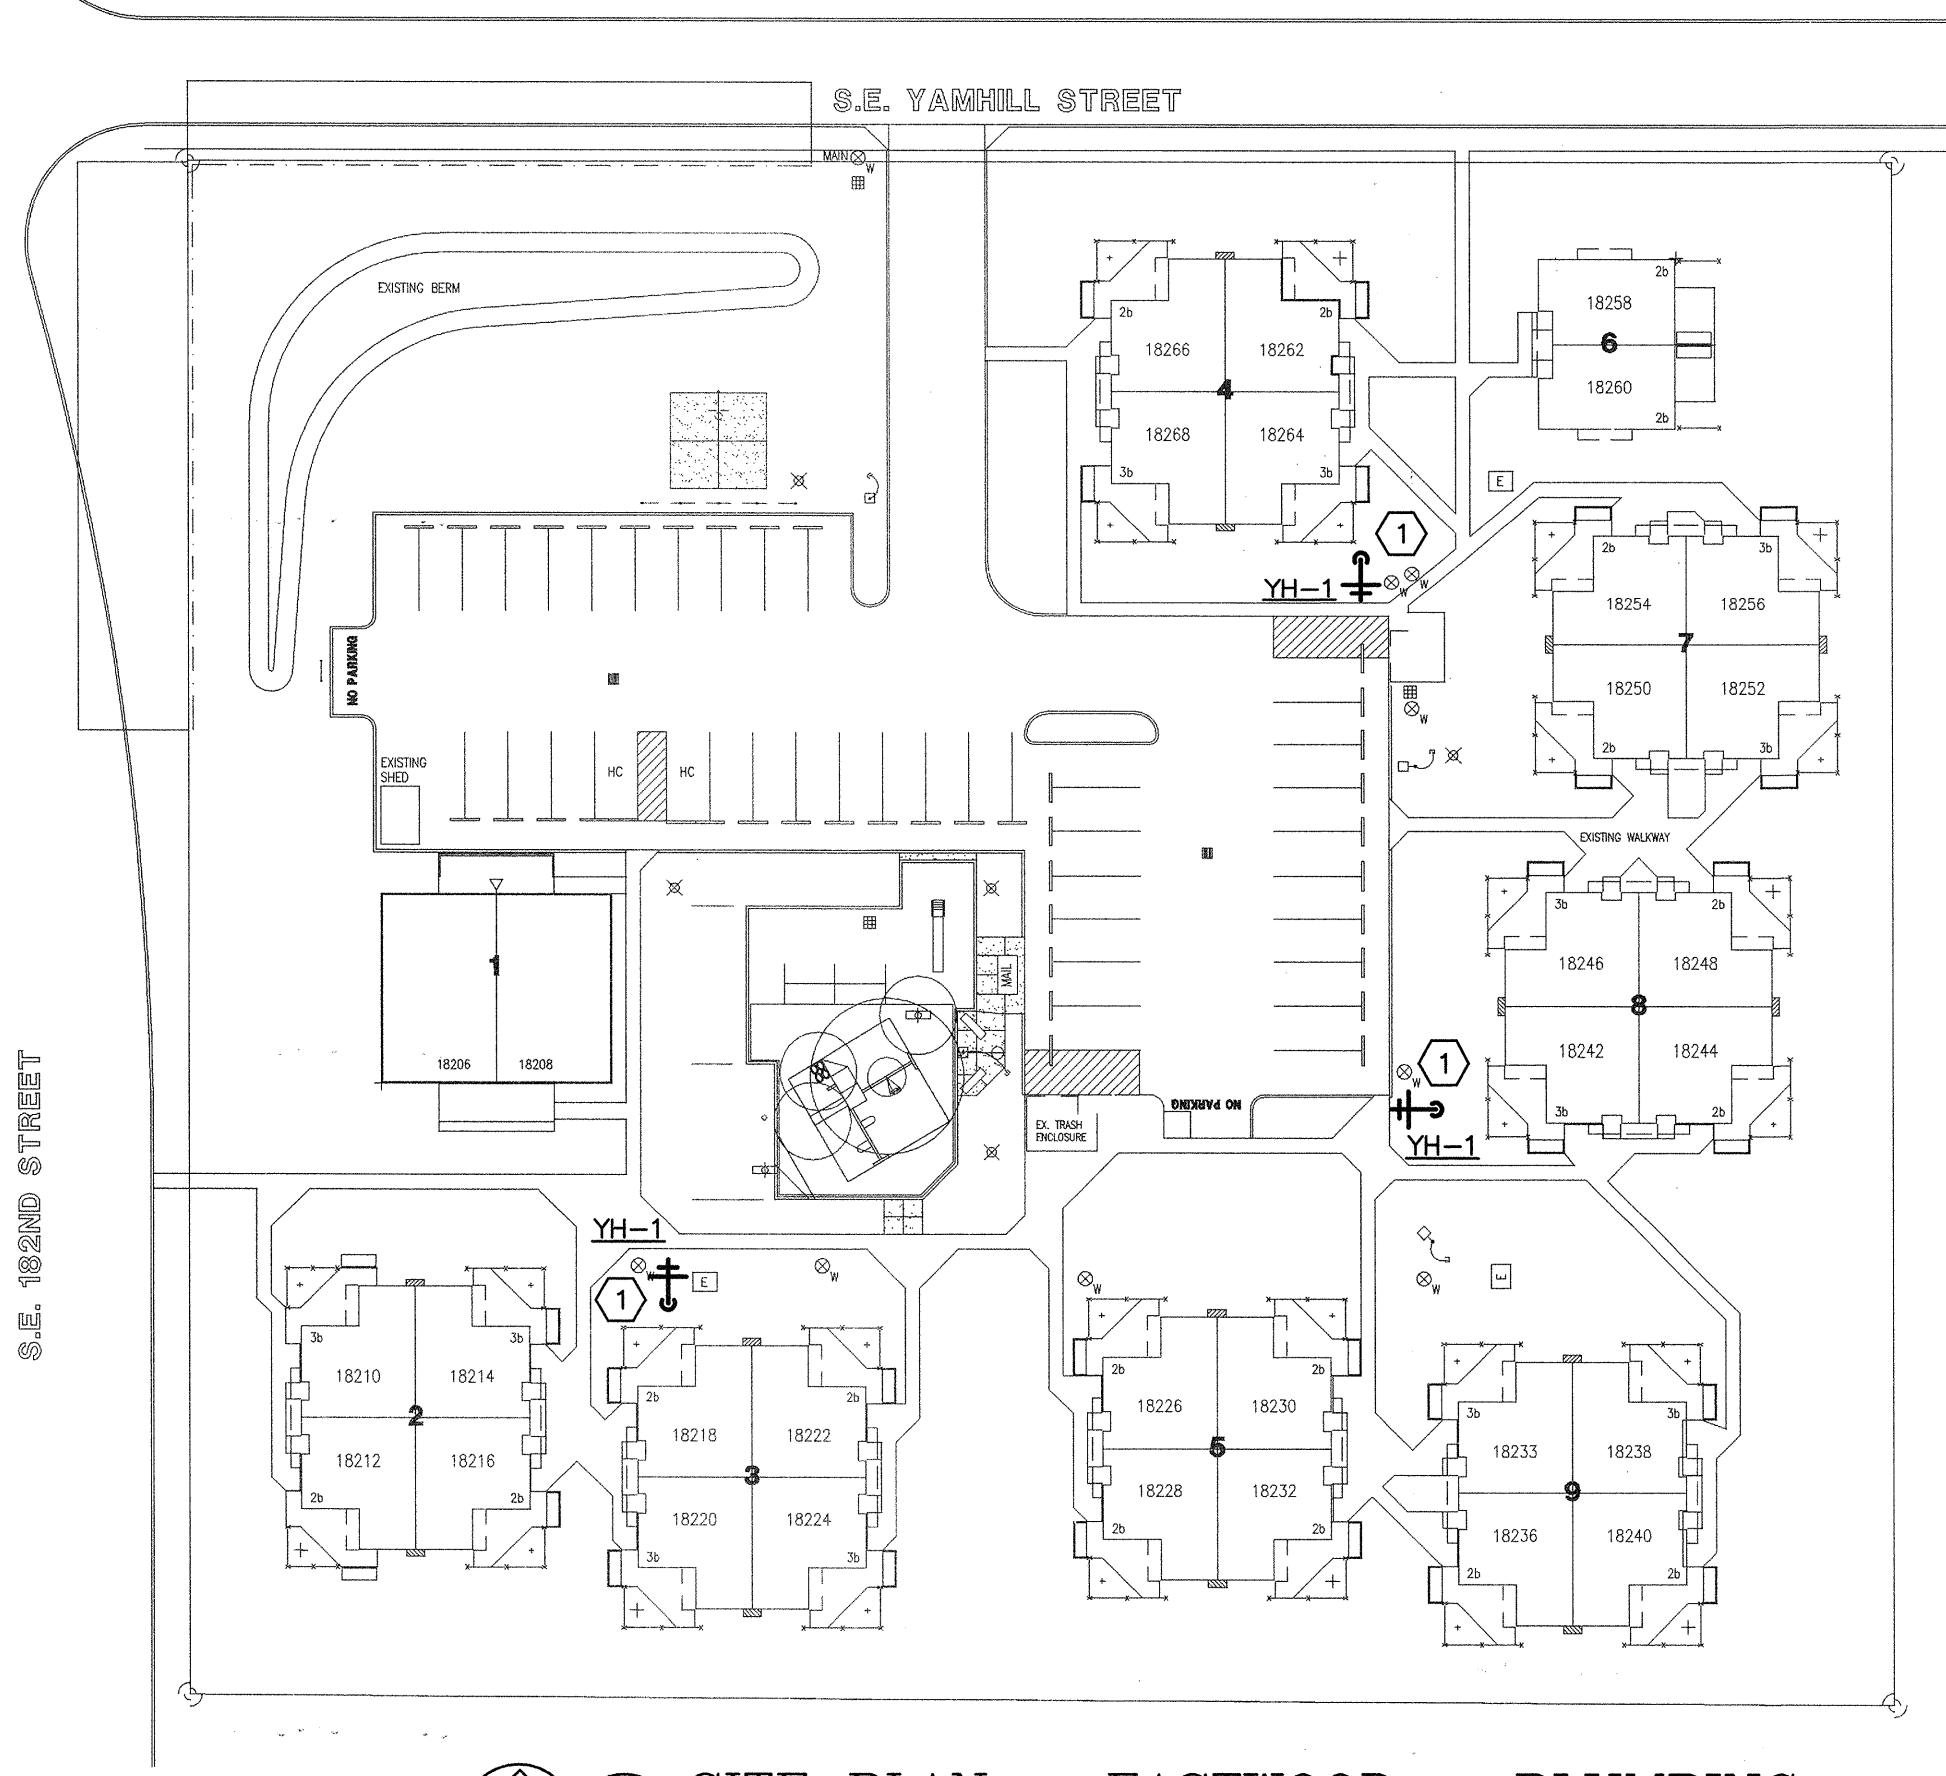 S.E. YAMHILL STREET
MAIN
W
EXISTING BERM
2b
2b
18266
18262
4
18268
18264
3b
3b
2b
18258
6
18260
2b
E
1
YH-1
W
W
2b
3b
18254
18256
7
18250
18252
2b
3b
NO PARKING
EXISTING
SHED
HC
HC
W
EXISTING WALKWAY
1
18206
18208
MAIL
3b
2b
18246
18248
8
18242
18244
3b
2b
1
W
YH-1
EX. TRASH
ENCLOSURE
NO PARKING
S.E. 182ND STREET
YH-1
W
1
E
W
W
W
E
3b
3b
18210
18214
2
18212
18216
2b
2b
2b
2b
18218
18222
3
18220
18224
3b
3b
2b
2b
18226
18230
5
18228
18232
2b
2b
3b
3b
18233
18238
9
18236
18240
2b
2b